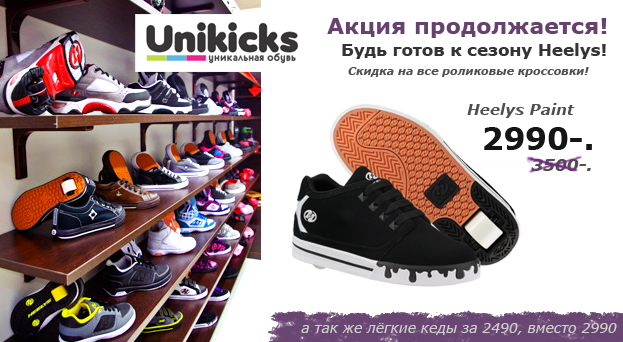 Unikicks
уникальная обувь
Акция продолжается!
Будь готов к сезону Heelys!
Скидка на все роликовые кроссовки!
Heelys Paint
2990-.
3500-.
а так же лёгкие кеды за 2490, вместо 2990